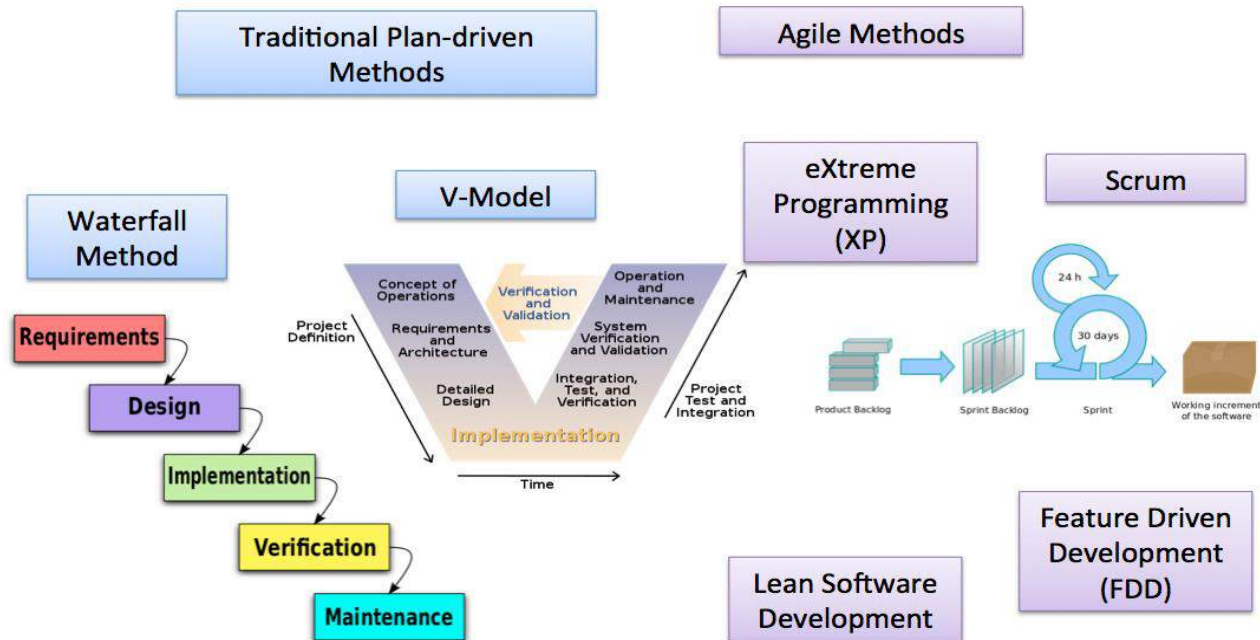 Traditional Plan-driven
Methods
Agile Methods
Waterfall
Method
V-Model
eXtreme
Programming
(XP)
Scrum
Requirements
Design
Implementation
Verification
Maintenance
Project
Definition
Concept of
Operations
Requirements
and
Architecture
Detailed
Design
Verification
and
Validation
Operation
and
Maintenance
System
Verification
and Validation
Integration,
Test, and
Verification
Implementation
Project
Test and
Integration
Time
24 h
30 days
Product Backlog
Sprint Backlog
Sprint
Working increment
of the software
Lean Software
Development
Feature Driven
Development
(FDD)